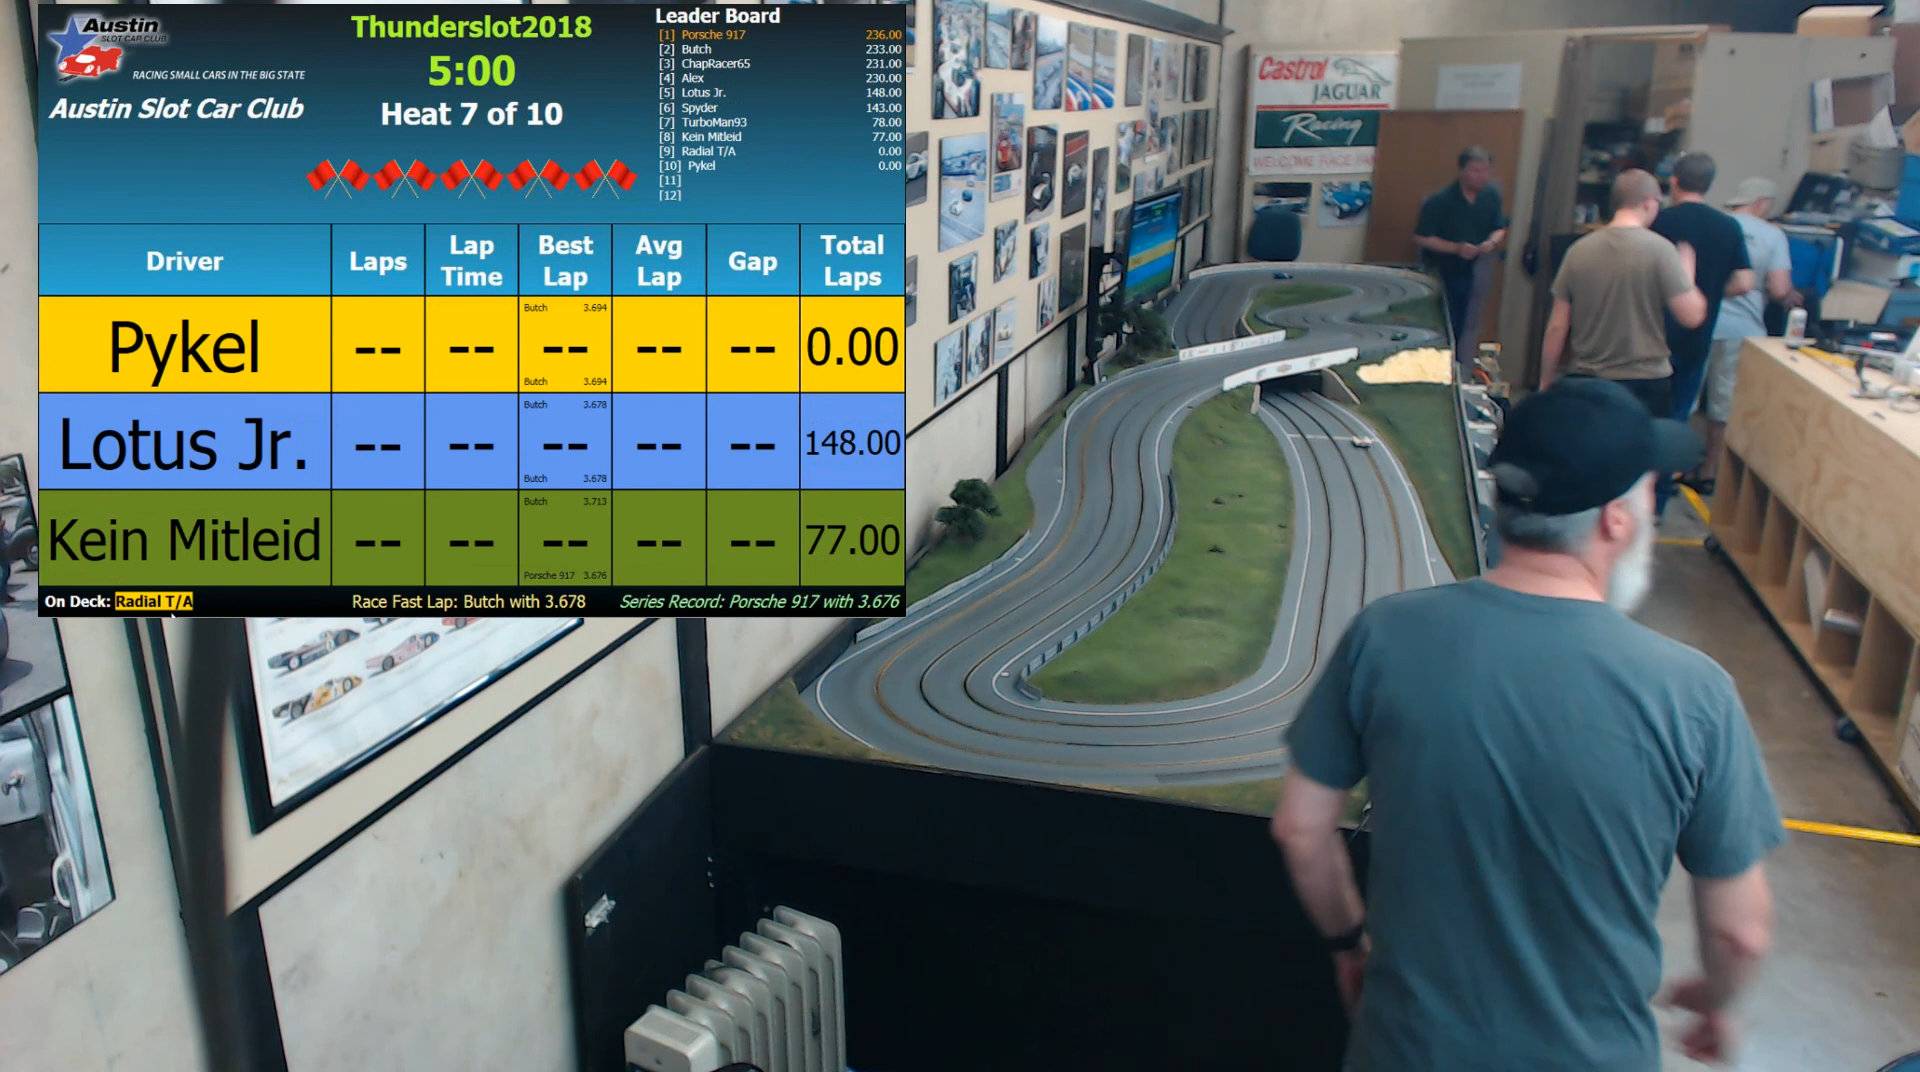 Austin
SLOT CAR CLUB
RACING SMALL CARS IN THE BIG STATE
Austin Slot Car Club
Thunderslot2018
5:00
Heat 7 of 10
Leader Board
[1] Porsche 917 236.00
[2] Butch 233.00
[3] ChapRacer65 231.00
[4] Alex 230.00
[5] Lotus Jr. 148.00
[6] Spyder 143.00
[7] TurboMan93 78.00
[8] Kein Mitleid 77.00
[9] Radial T/A 0.00
[10] Pykel 0.00
[11]
[12]
Driver Laps Lap Time Best Lap Avg Lap Gap Total Laps
Butch 3.694
Pykel -- -- -- -- -- 0.00
Butch 3.694
Butch 3.678
Lotus Jr. -- -- -- -- -- 148.00
Butch 3.678
Butch 3.713
Kein Mitleid -- -- -- -- -- 77.00
Porsche 917 3.676
On Deck: Radial T/A Race Fast Lap: Butch with 3.678 Series Record: Porsche 917 with 3.676
Castrol
JAGUAR
Racing
WELCOME RACE FA